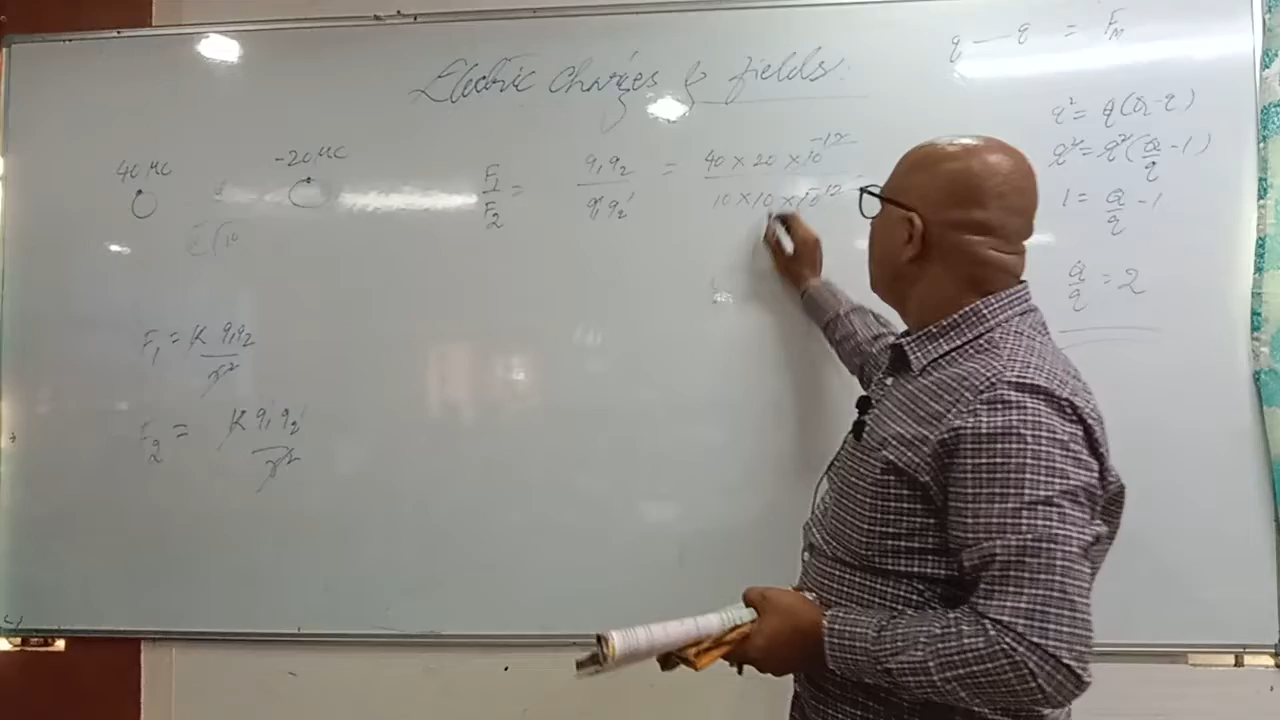 Electric Charges & fields.
40 μC
-20 μC
F₁ = K q₁q₂ / r²
F₂ = K q₁' q₂' / r²
F₁/F₂ = q₁q₂ / q₁'q₂' = 40 × 20 × 10⁻¹² / 10 × 10 × 10⁻¹²
q — q = Fₘ
q² = q(Q-q)
q² = q²(Q/q - 1)
1 = Q/q - 1
Q/q = 2